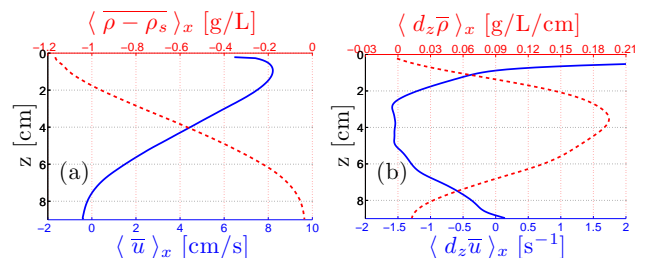 ⟨ ρ − ρₛ ⟩ₓ [g/L]
-1.2 -1 -0.8 -0.6 -0.4 -0.2 0
0
2
4
6
8
z [cm]
(a)
-2 0 2 4 6 8 10
⟨ u̅ ⟩ₓ [cm/s]
⟨ d_z ρ̅ ⟩ₓ [g/L/cm]
-0.03 0 0.03 0.06 0.09 0.12 0.15 0.18 0.21
0
2
4
6
8
z [cm]
(b)
-2 -1.5 -1 -0.5 0 0.5 1 1.5 2
⟨ d_z u̅ ⟩ₓ [s⁻¹]